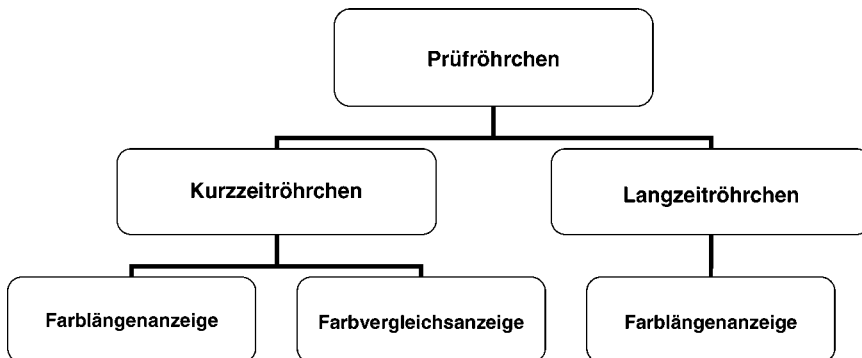 Prüfröhrchen
Kurzzeitröhrchen
Langzeitröhrchen
Farblängenanzeige
Farbvergleichsanzeige
Farblängenanzeige